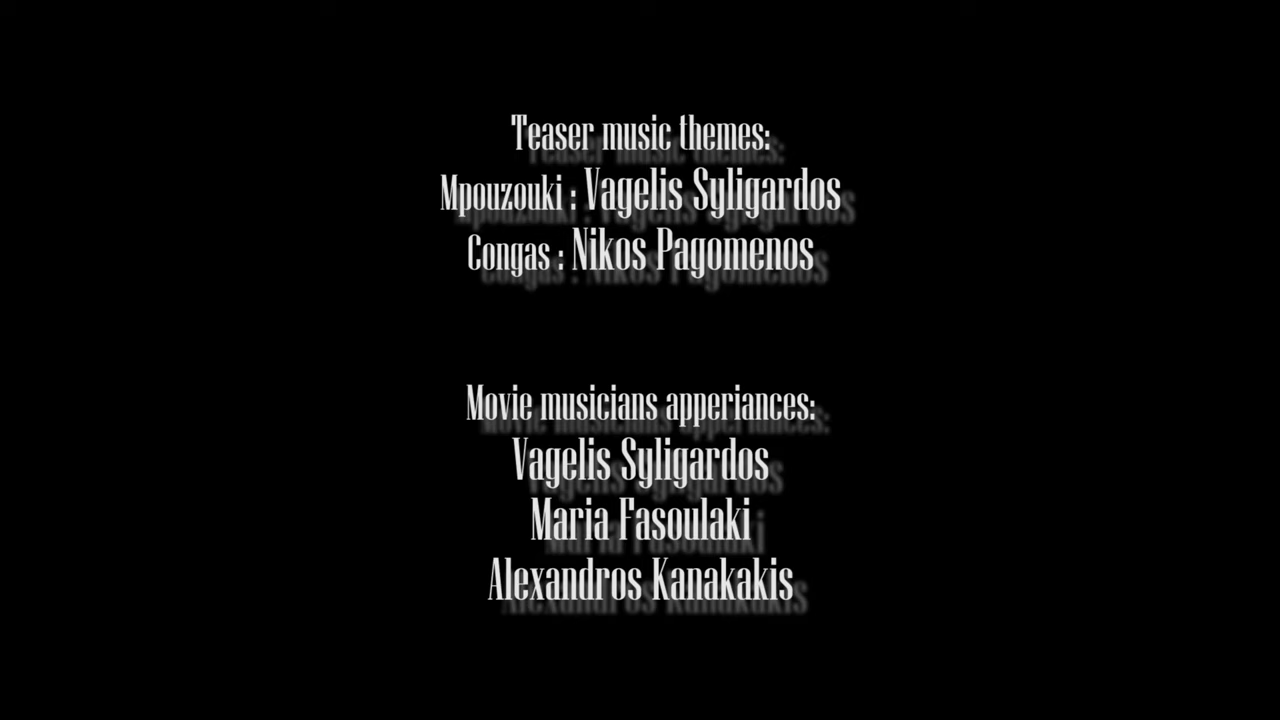 Teaser music themes:
Mpouzouki : Vagelis Syligardos
Congas : Nikos Pagomenos
Movie musicians apperiances:
Vagelis Syligardos
Maria Fasoulaki
Alexandros Kanakakis